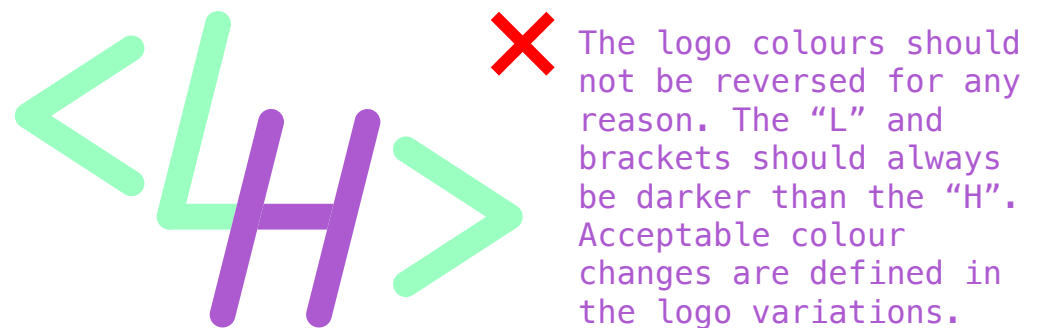 <LH>
The logo colours should
not be reversed for any
reason. The “L” and
brackets should always
be darker than the “H”.
Acceptable colour
changes are defined in
the logo variations.